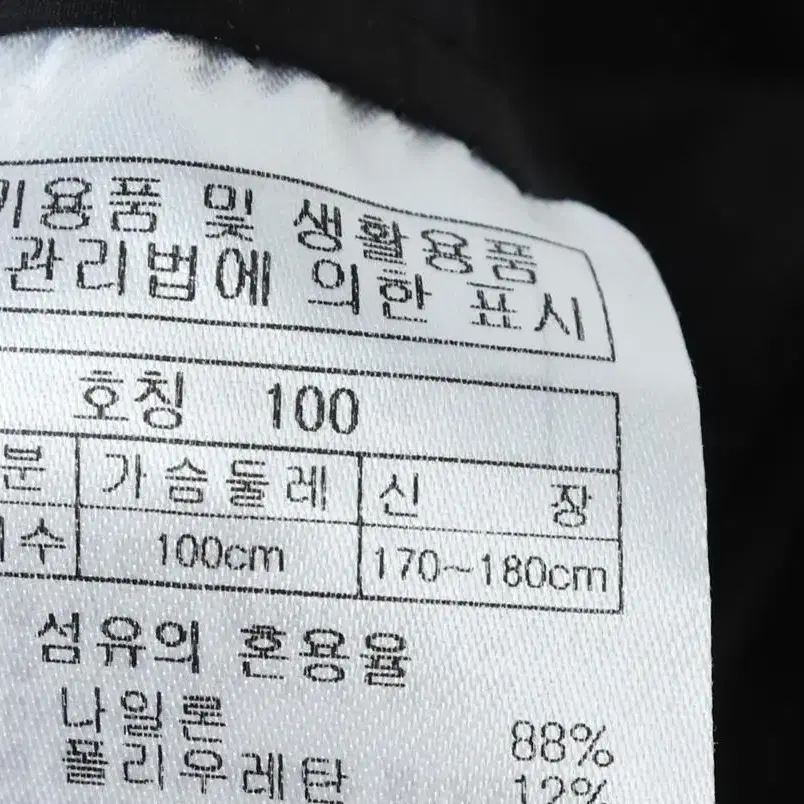 기용품 및 생활용품
관리법에 의한 표시
호칭 100
분 가슴둘레 신 장
수 100cm 170~180cm
섬유의 혼용율
나일론 88%
폴리우레탄 12%